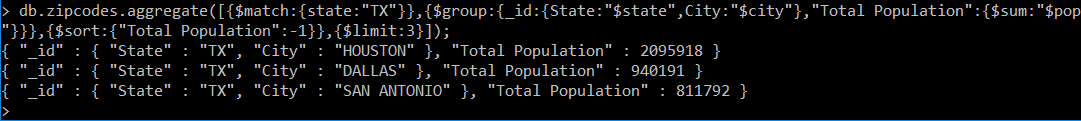 > db.zipcodes.aggregate([{$match:{state:"TX"}},{$group:{_id:{State:"$state",City:"$city"},"Total Population":{$sum:"$pop
"}}},{$sort:{"Total Population":-1}},{$limit:3}]);
{ "_id" : { "State" : "TX", "City" : "HOUSTON" }, "Total Population" : 2095918 }
{ "_id" : { "State" : "TX", "City" : "DALLAS" }, "Total Population" : 940191 }
{ "_id" : { "State" : "TX", "City" : "SAN ANTONIO" }, "Total Population" : 811792 }
>